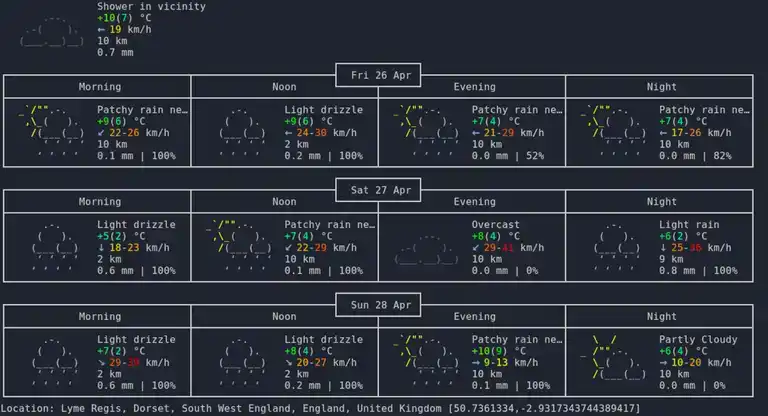 Shower in vicinity
+10(7) °C
← 19 km/h
10 km
0.7 mm
Fri 26 Apr
Morning Noon Evening Night
Patchy rain ne… Light drizzle Patchy rain ne… Patchy rain ne…
+9(6) °C +9(6) °C +7(4) °C +7(4) °C
↙ 22-26 km/h ← 24-30 km/h ← 21-29 km/h ← 17-26 km/h
10 km 2 km 10 km 10 km
0.1 mm | 100% 0.2 mm | 100% 0.0 mm | 52% 0.0 mm | 82%
Sat 27 Apr
Morning Noon Evening Night
Light drizzle Patchy rain ne… Overcast Light rain
+5(2) °C +7(4) °C +8(4) °C +6(2) °C
↓ 18-23 km/h ↙ 22-29 km/h ↙ 29-41 km/h ↓ 25-36 km/h
2 km 10 km 10 km 9 km
0.6 mm | 100% 0.1 mm | 100% 0.0 mm | 0% 0.8 mm | 100%
Sun 28 Apr
Morning Noon Evening Night
Light drizzle Light drizzle Patchy rain ne… Partly Cloudy
+7(2) °C +8(4) °C +10(9) °C +6(4) °C
↘ 29-39 km/h ↘ 20-27 km/h → 9-13 km/h → 10-20 km/h
2 km 2 km 10 km 10 km
0.6 mm | 100% 0.2 mm | 100% 0.1 mm | 100% 0.0 mm | 0%
Location: Lyme Regis, Dorset, South West England, England, United Kingdom [50.7361334,-2.9317343744389417]